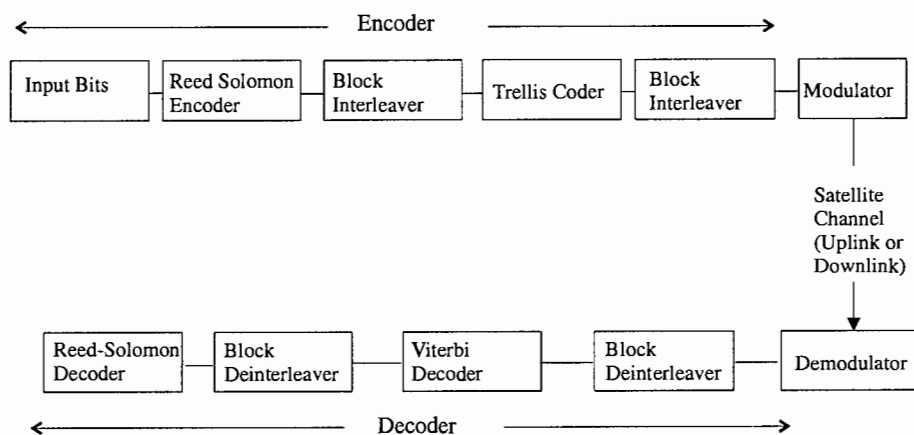 Encoder
Input Bits
Reed Solomon
Encoder
Block
Interleaver
Trellis Coder
Block
Interleaver
Modulator
Satellite
Channel
(Uplink or
Downlink)
Reed-Solomon
Decoder
Block
Deinterleaver
Viterbi
Decoder
Block
Deinterleaver
Demodulator
Decoder